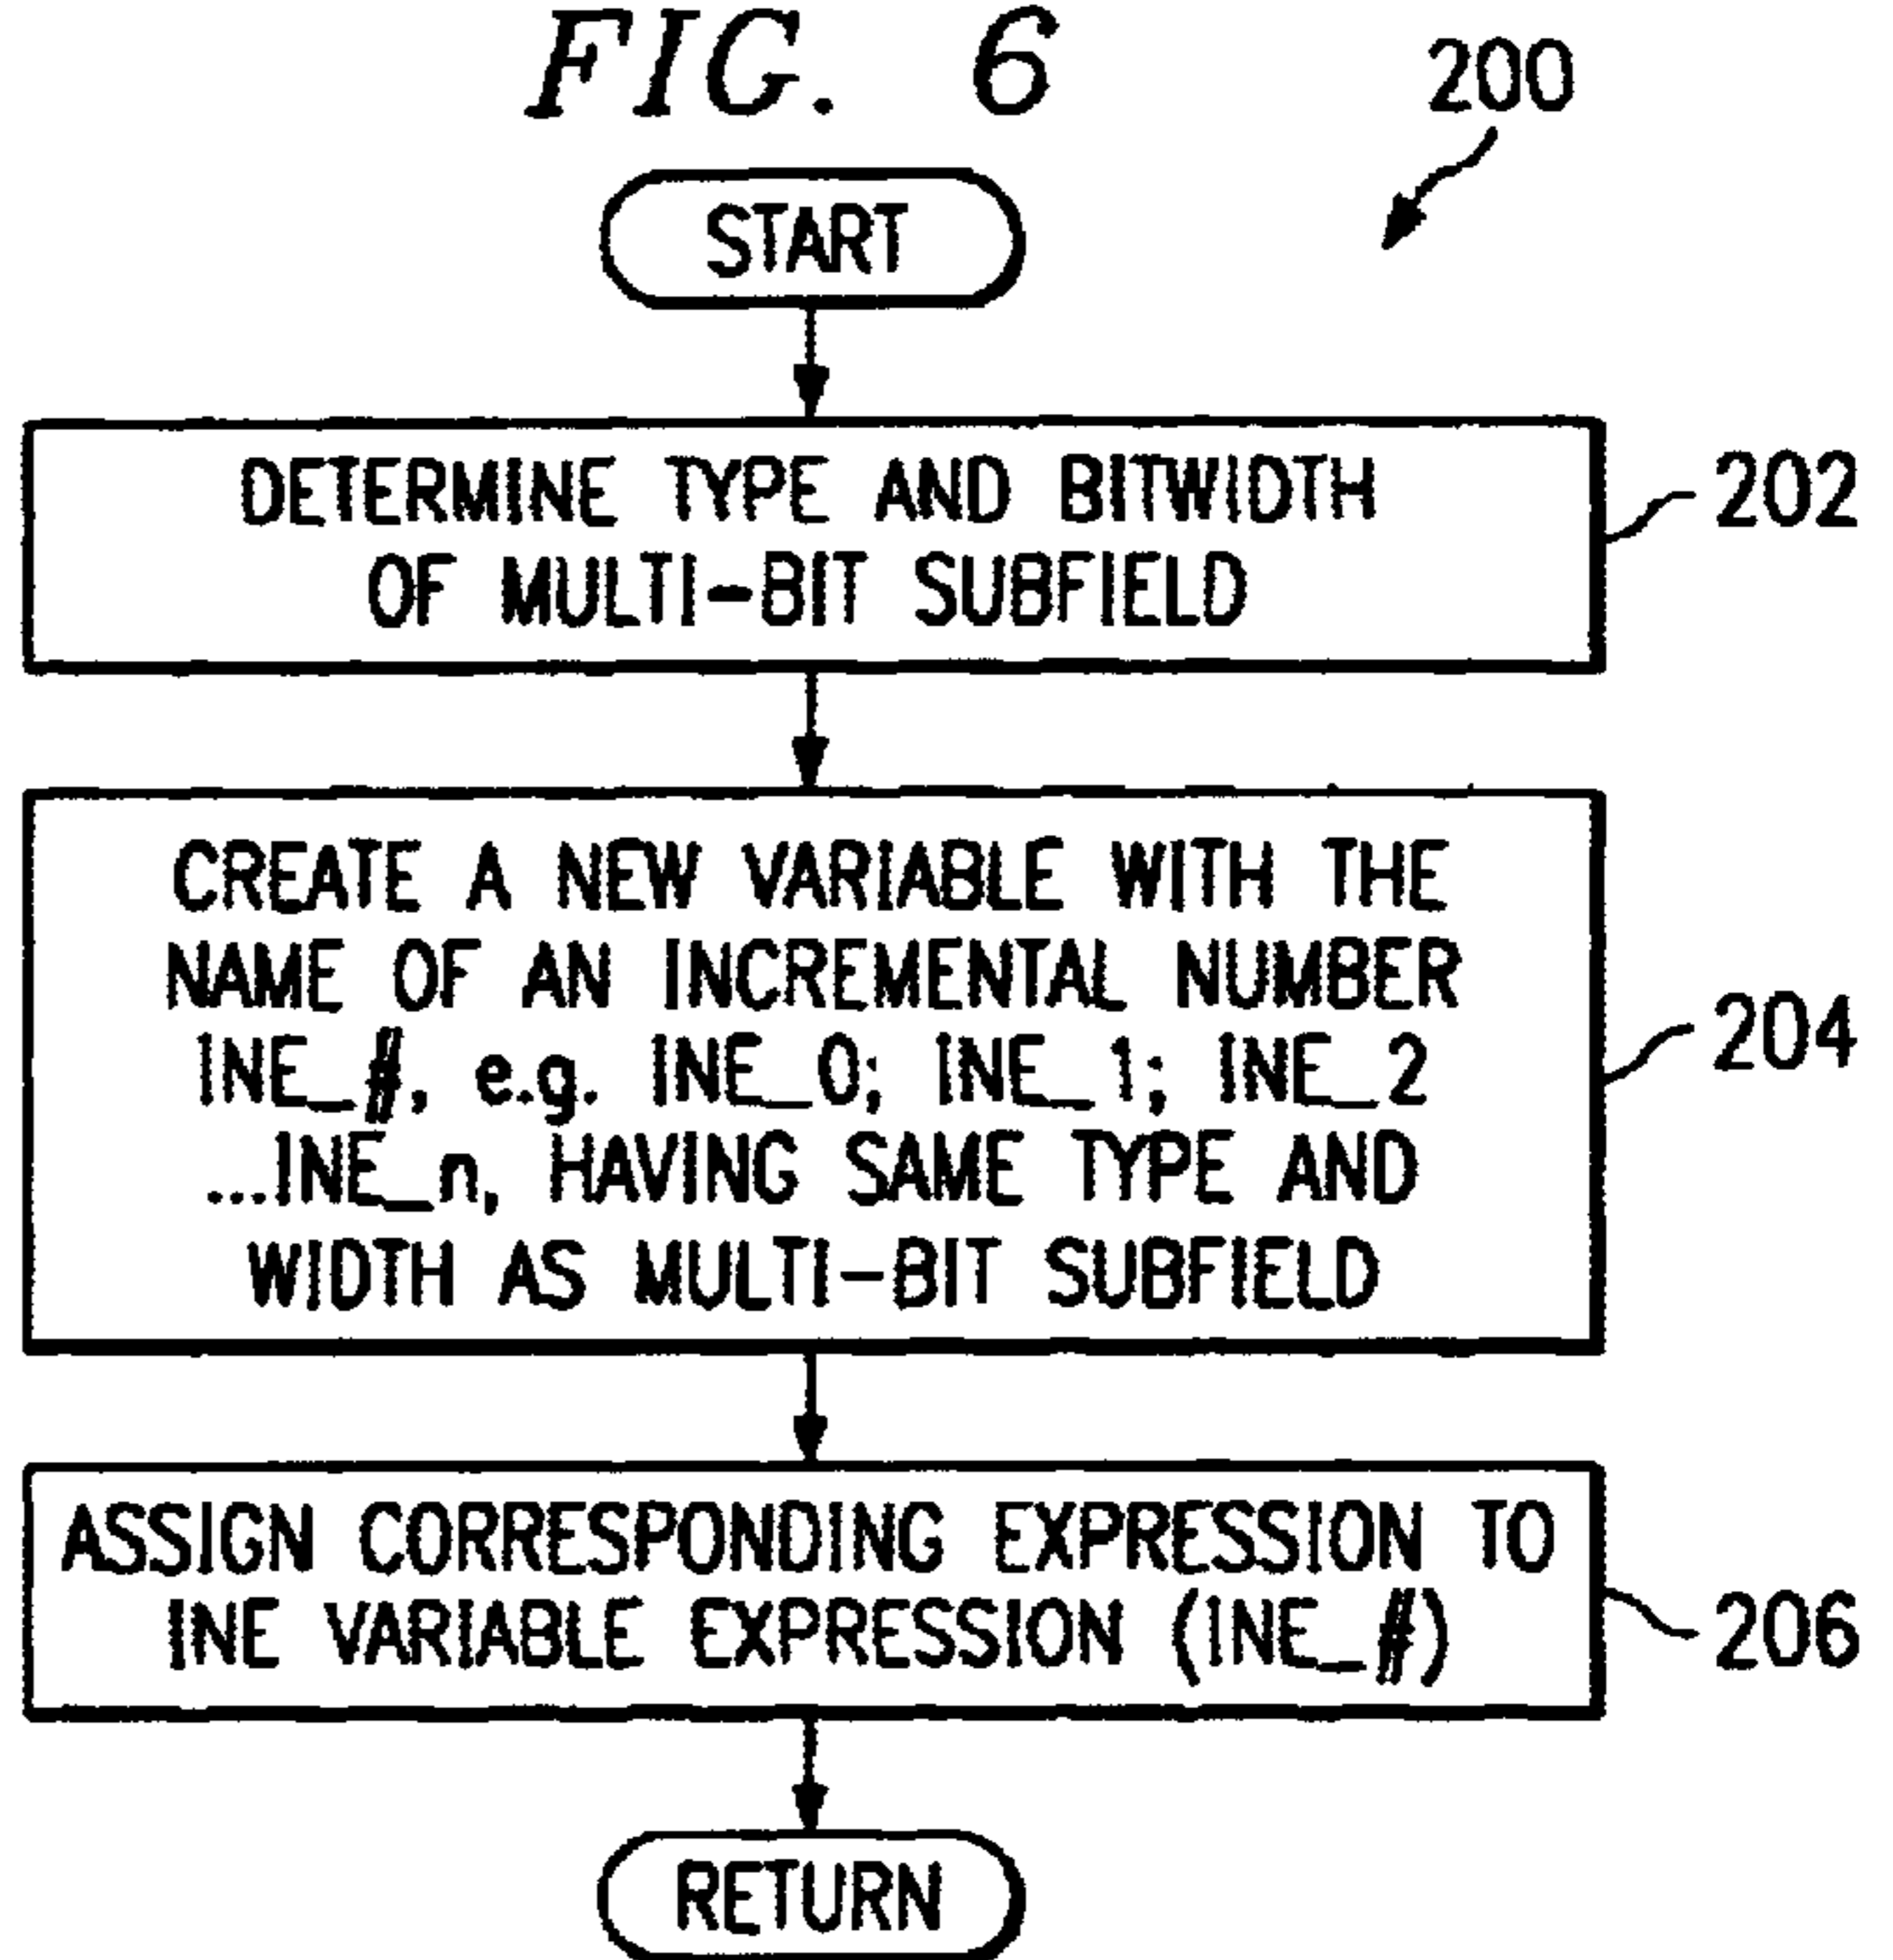 FIG. 6
200
START
DETERMINE TYPE AND BITWIDTH
OF MULTI-BIT SUBFIELD
202
CREATE A NEW VARIABLE WITH THE
NAME OF AN INCREMENTAL NUMBER
INE_#, e.g. INE_0; INE_1; INE_2
...INE_n, HAVING SAME TYPE AND
WIDTH AS MULTI-BIT SUBFIELD
204
ASSIGN CORRESPONDING EXPRESSION TO
INE VARIABLE EXPRESSION (INE_#)
206
RETURN